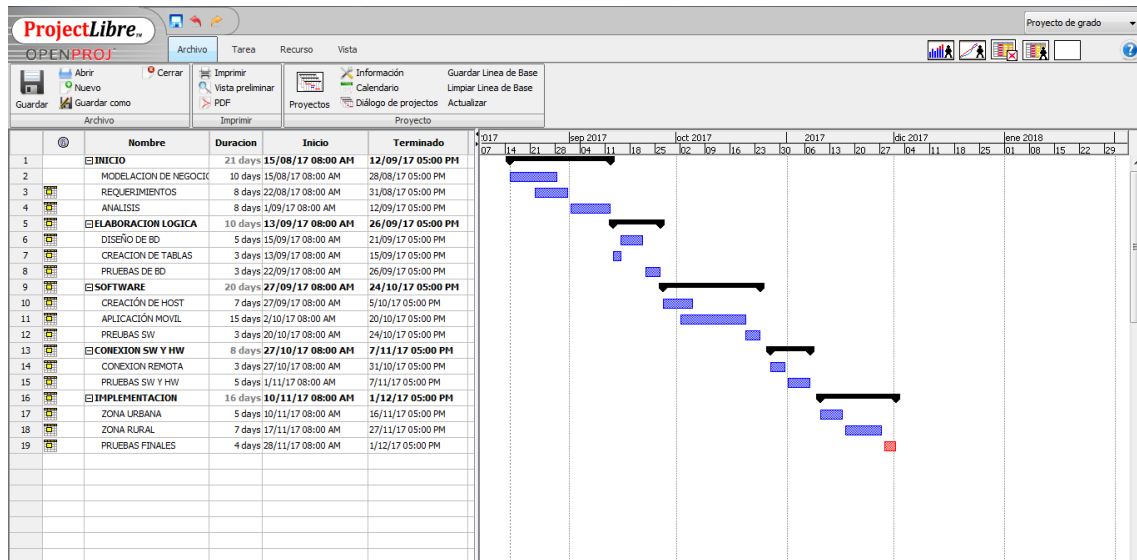 ProjectLibre™
OPENPROJ
Proyecto de grado
Archivo Tarea Recurso Vista
Abrir Cerrar Imprimir Información Guardar Linea de Base
Nuevo Vista preliminar Calendario Limpiar Linea de Base
Guardar Guardar como PDF Proyectos Diálogo de projectos Actualizar
Archivo Imprimir Proyecto
Nombre Duracion Inicio Terminado
:017 sep 2017 oct 2017 2017 dic 2017 ene 2018
07 14 21 28 04 11 18 25 02 09 16 23 30 06 13 20 27 04 11 18 25 01 08 15 22 29
1 INICIO 21 days 15/08/17 08:00 AM 12/09/17 05:00 PM
2 MODELACION DE NEGOCIO 10 days 15/08/17 08:00 AM 28/08/17 05:00 PM
3 REQUERIMIENTOS 8 days 22/08/17 08:00 AM 31/08/17 05:00 PM
4 ANALISIS 8 days 1/09/17 08:00 AM 12/09/17 05:00 PM
5 ELABORACION LOGICA 10 days 13/09/17 08:00 AM 26/09/17 05:00 PM
6 DISEÑO DE BD 5 days 15/09/17 08:00 AM 21/09/17 05:00 PM
7 CREACION DE TABLAS 3 days 13/09/17 08:00 AM 15/09/17 05:00 PM
8 PRUEBAS DE BD 3 days 22/09/17 08:00 AM 26/09/17 05:00 PM
9 SOFTWARE 20 days 27/09/17 08:00 AM 24/10/17 05:00 PM
10 CREACIÓN DE HOST 7 days 27/09/17 08:00 AM 5/10/17 05:00 PM
11 APLICACIÓN MOVIL 15 days 2/10/17 08:00 AM 20/10/17 05:00 PM
12 PREUBAS SW 3 days 20/10/17 08:00 AM 24/10/17 05:00 PM
13 CONEXION SW Y HW 8 days 27/10/17 08:00 AM 7/11/17 05:00 PM
14 CONEXION REMOTA 3 days 27/10/17 08:00 AM 31/10/17 05:00 PM
15 PRUEBAS SW Y HW 5 days 1/11/17 08:00 AM 7/11/17 05:00 PM
16 IMPLEMENTACION 16 days 10/11/17 08:00 AM 1/12/17 05:00 PM
17 ZONA URBANA 5 days 10/11/17 08:00 AM 16/11/17 05:00 PM
18 ZONA RURAL 7 days 17/11/17 08:00 AM 27/11/17 05:00 PM
19 PRUEBAS FINALES 4 days 28/11/17 08:00 AM 1/12/17 05:00 PM